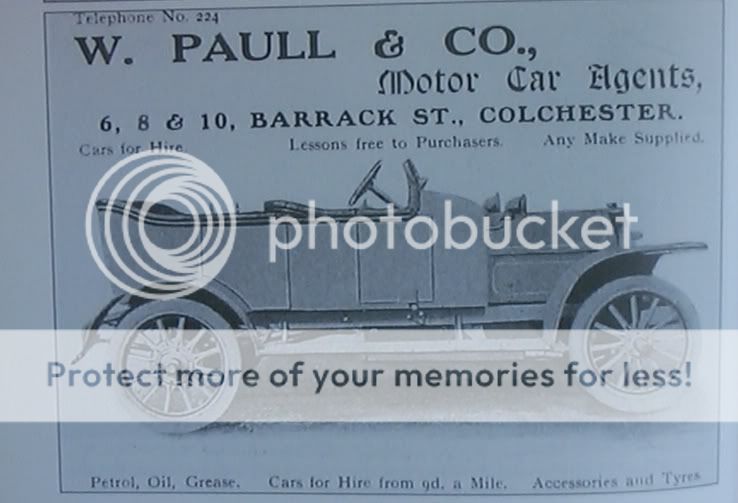 Telephone No. 224
W. PAULL & CO.,
Motor Car Agents,
6, 8 & 10, BARRACK ST., COLCHESTER.
Cars for Hire. Lessons free to Purchasers. Any Make Supplied.
photobucket
Protect more of your memories for less!
Petrol, Oil, Grease. Cars for Hire from 9d. a Mile. Accessories and Tyres